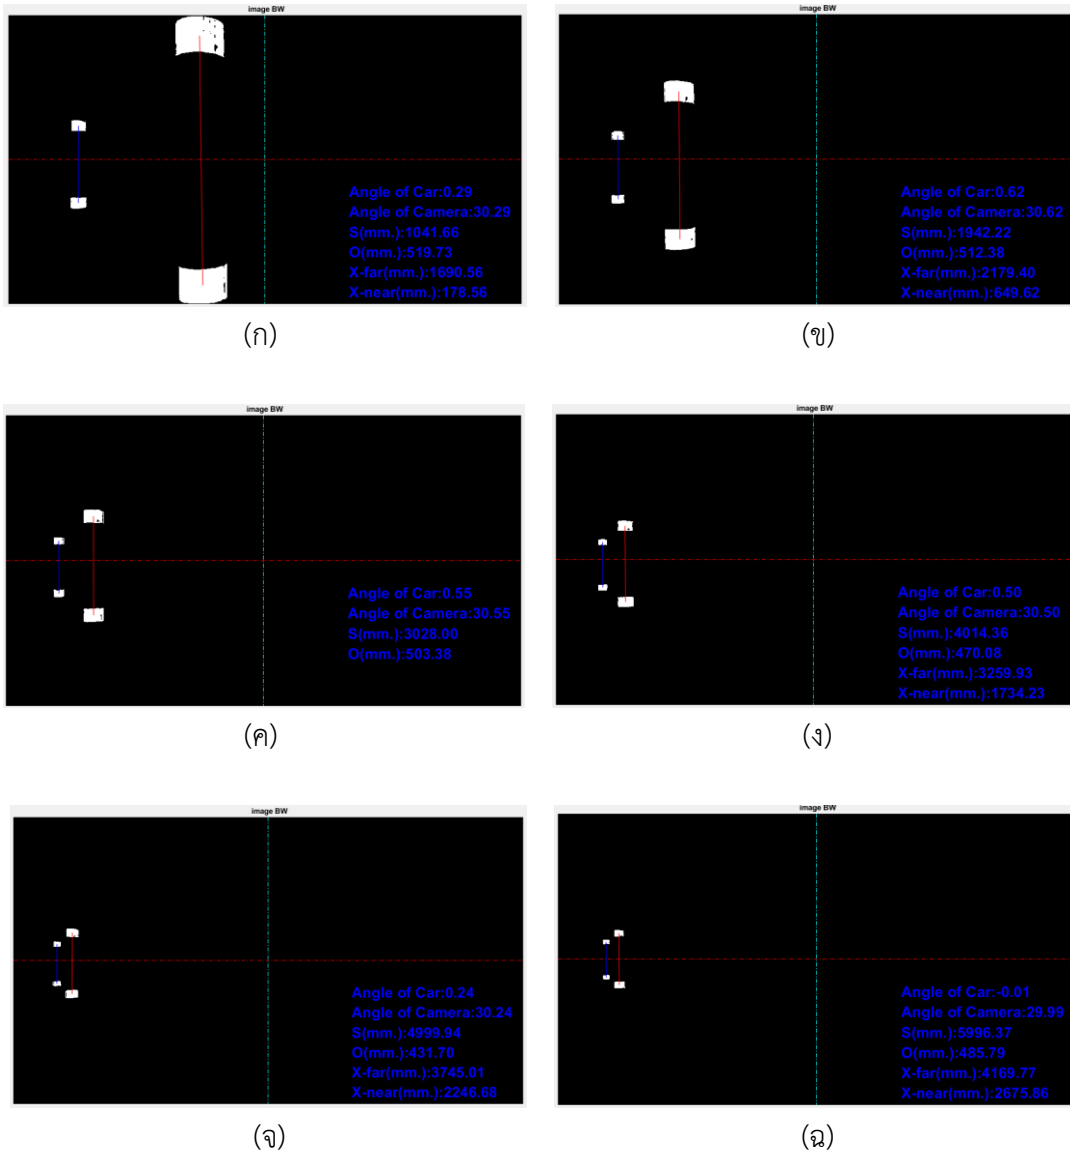 image BW
Angle of Car:0.29
Angle of Camera:30.29
S(mm.):1041.66
O(mm.):519.73
X-far(mm.):1690.56
X-near(mm.):178.56
(ก)
image BW
Angle of Car:0.62
Angle of Camera:30.62
S(mm.):1942.22
O(mm.):512.38
X-far(mm.):2179.40
X-near(mm.):649.62
(ข)
image BW
Angle of Car:0.55
Angle of Camera:30.55
S(mm.):3028.00
O(mm.):503.38
(ค)
image BW
Angle of Car:0.50
Angle of Camera:30.50
S(mm.):4014.36
O(mm.):470.08
X-far(mm.):3259.93
X-near(mm.):1734.23
(ง)
image BW
Angle of Car:0.24
Angle of Camera:30.24
S(mm.):4999.94
O(mm.):431.70
X-far(mm.):3745.01
X-near(mm.):2246.68
(จ)
image BW
Angle of Car:-0.01
Angle of Camera:29.99
S(mm.):5996.37
O(mm.):485.79
X-far(mm.):4169.77
X-near(mm.):2675.86
(ฉ)